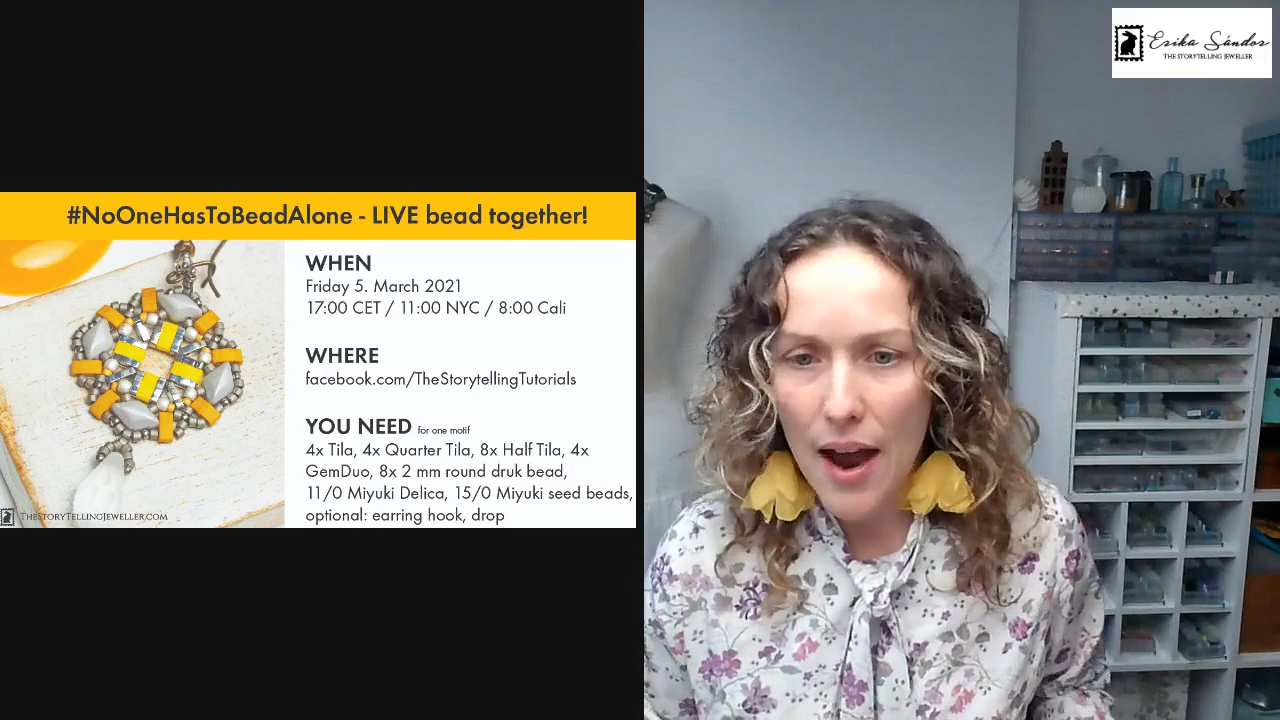 #NoOneHasToBeadAlone - LIVE bead together!
WHEN
Friday 5. March 2021
17:00 CET / 11:00 NYC / 8:00 Cali
WHERE
facebook.com/TheStorytellingTutorials
YOU NEED for one motif
4x Tila, 4x Quarter Tila, 8x Half Tila, 4x
GemDuo, 8x 2 mm round druk bead,
11/0 Miyuki Delica, 15/0 Miyuki seed beads,
optional: earring hook, drop
TheStoryTellingJeweller.com
Erika Sándor
THE STORYTELLING JEWELLER